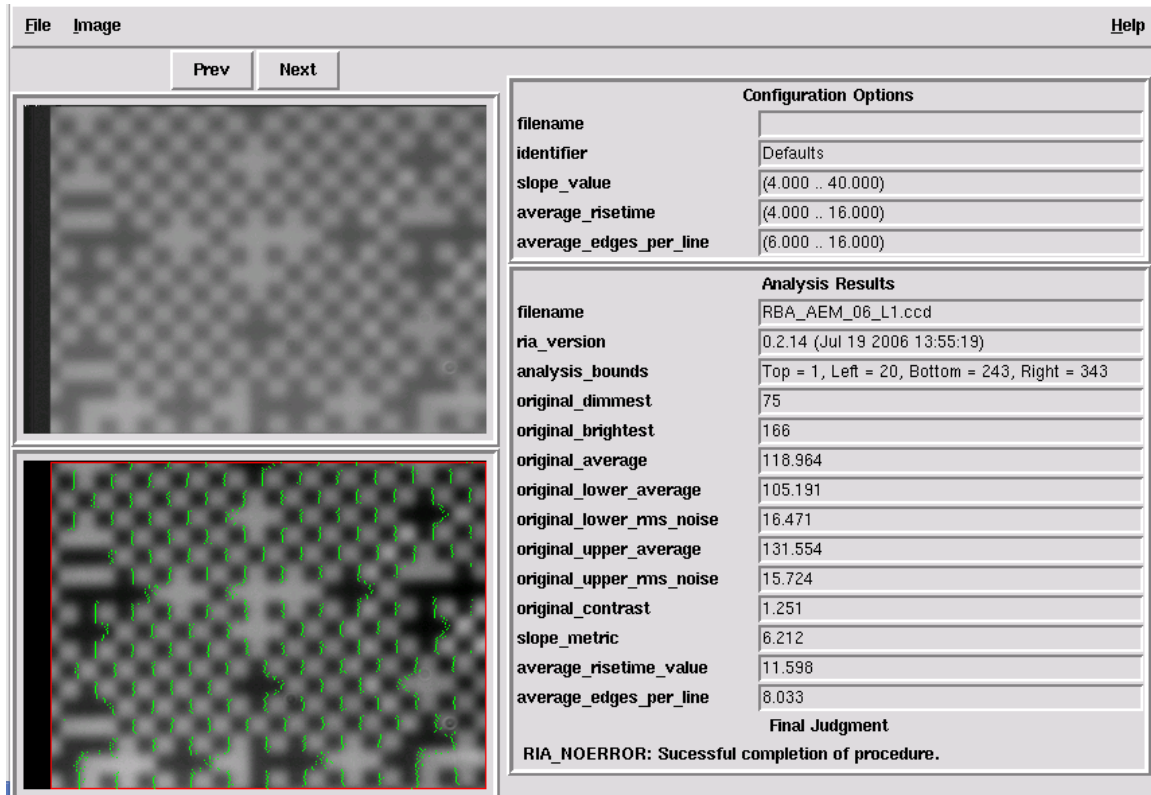 File Image Help
Prev Next
Configuration Options
filename
identifier Defaults
slope_value (4.000 .. 40.000)
average_risetime (4.000 .. 16.000)
average_edges_per_line (6.000 .. 16.000)
Analysis Results
filename RBA_AEM_06_L1.ccd
ria_version 0.2.14 (Jul 19 2006 13:55:19)
analysis_bounds Top = 1, Left = 20, Bottom = 243, Right = 343
original_dimmest 75
original_brightest 166
original_average 118.964
original_lower_average 105.191
original_lower_rms_noise 16.471
original_upper_average 131.554
original_upper_rms_noise 15.724
original_contrast 1.251
slope_metric 6.212
average_risetime_value 11.598
average_edges_per_line 8.033
Final Judgment
RIA_NOERROR: Sucessful completion of procedure.